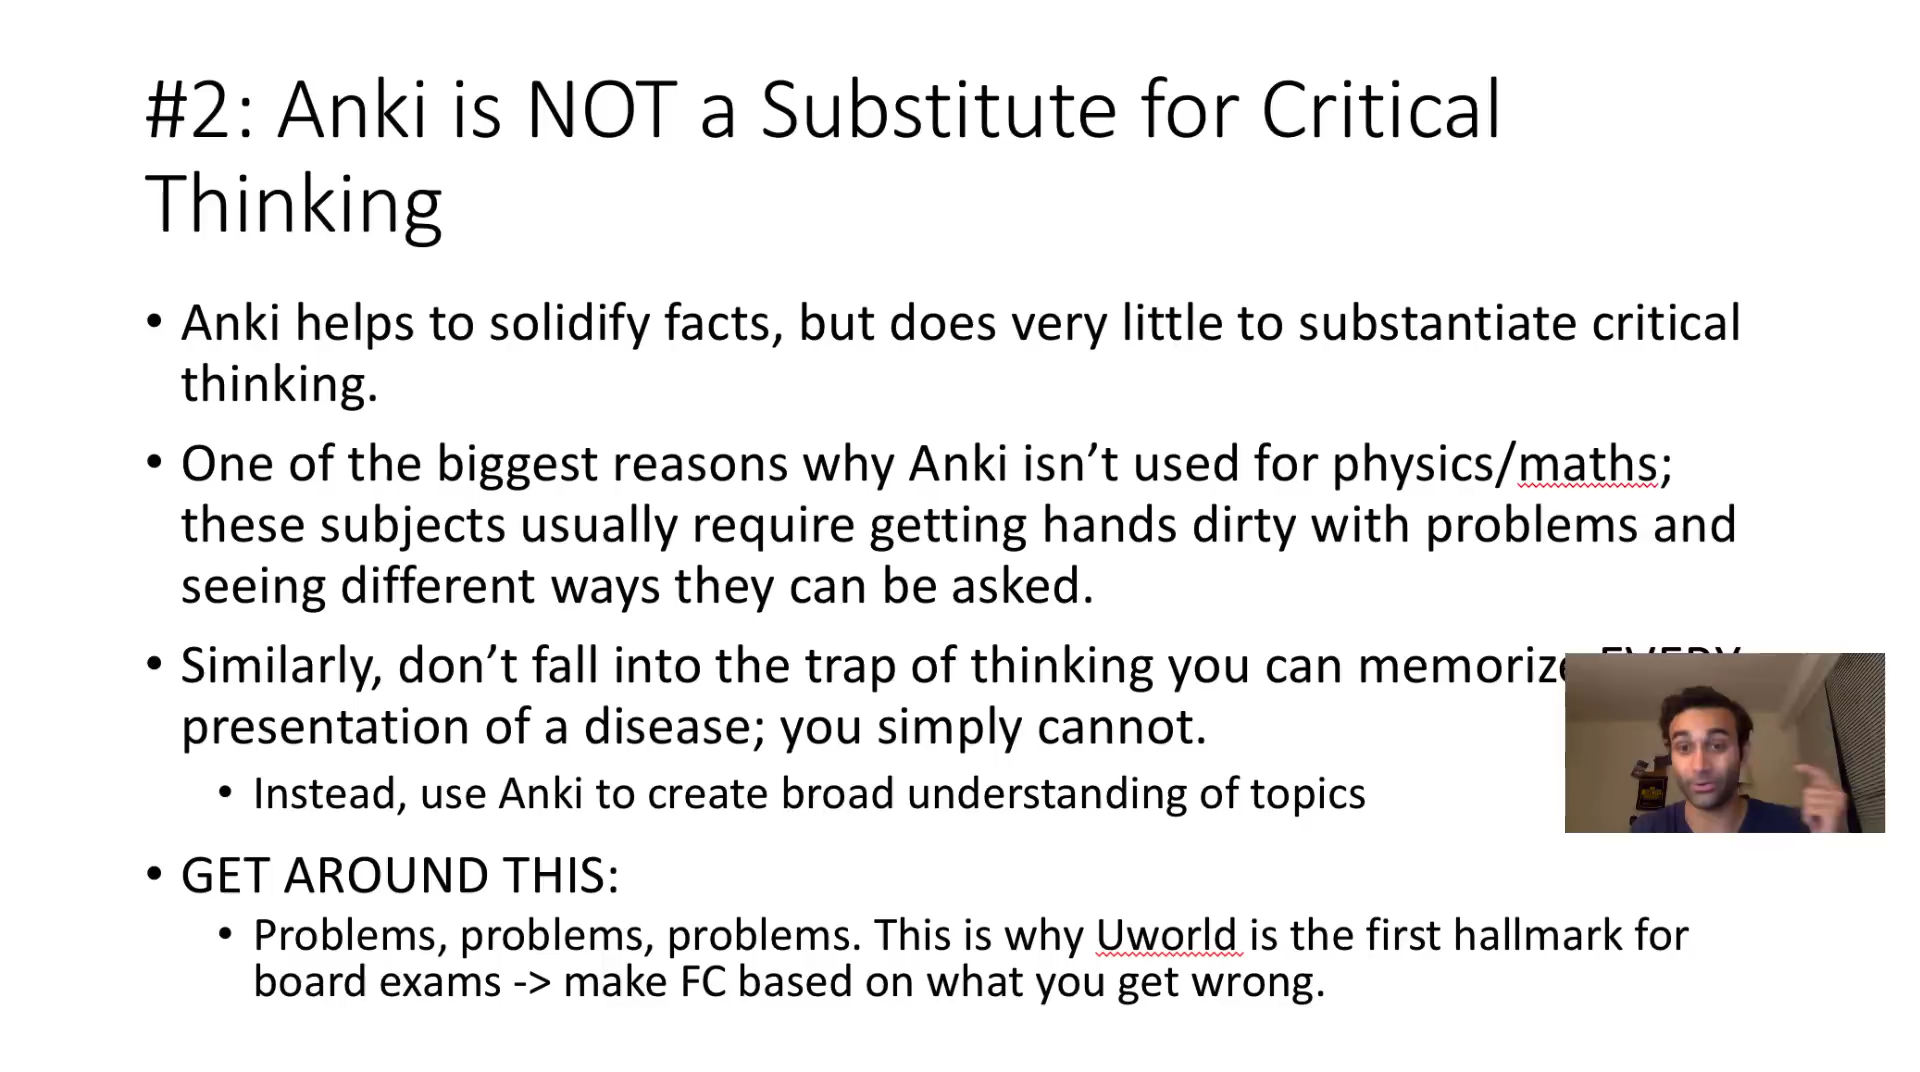 #2: Anki is NOT a Substitute for Critical
Thinking
• Anki helps to solidify facts, but does very little to substantiate critical
thinking.
• One of the biggest reasons why Anki isn’t used for physics/maths;
these subjects usually require getting hands dirty with problems and
seeing different ways they can be asked.
• Similarly, don’t fall into the trap of thinking you can memorize EVERY
presentation of a disease; you simply cannot.
• Instead, use Anki to create broad understanding of topics
• GET AROUND THIS:
• Problems, problems, problems. This is why Uworld is the first hallmark for
board exams -> make FC based on what you get wrong.